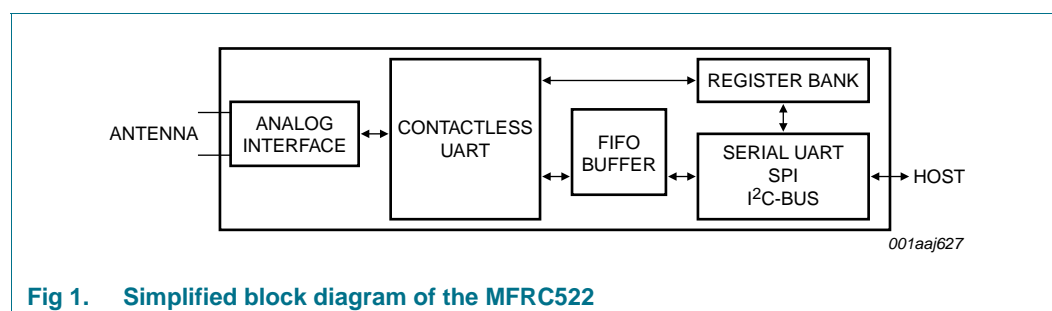 REGISTER BANK
ANTENNA
ANALOG
INTERFACE
CONTACTLESS
UART
FIFO
BUFFER
SERIAL UART
SPI
I²C-BUS
HOST
001aaj627
Fig 1. Simplified block diagram of the MFRC522